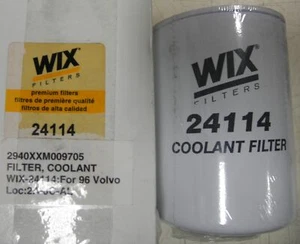 WIX
FILTERS
premium filters
filtres de première qualité
filtros de alta calidad
24114
2940XXM009705
FILTER, COOLANT
WIX-24114:For 96 Volvo
WIX
FILTERS
24114
COOLANT FILTER